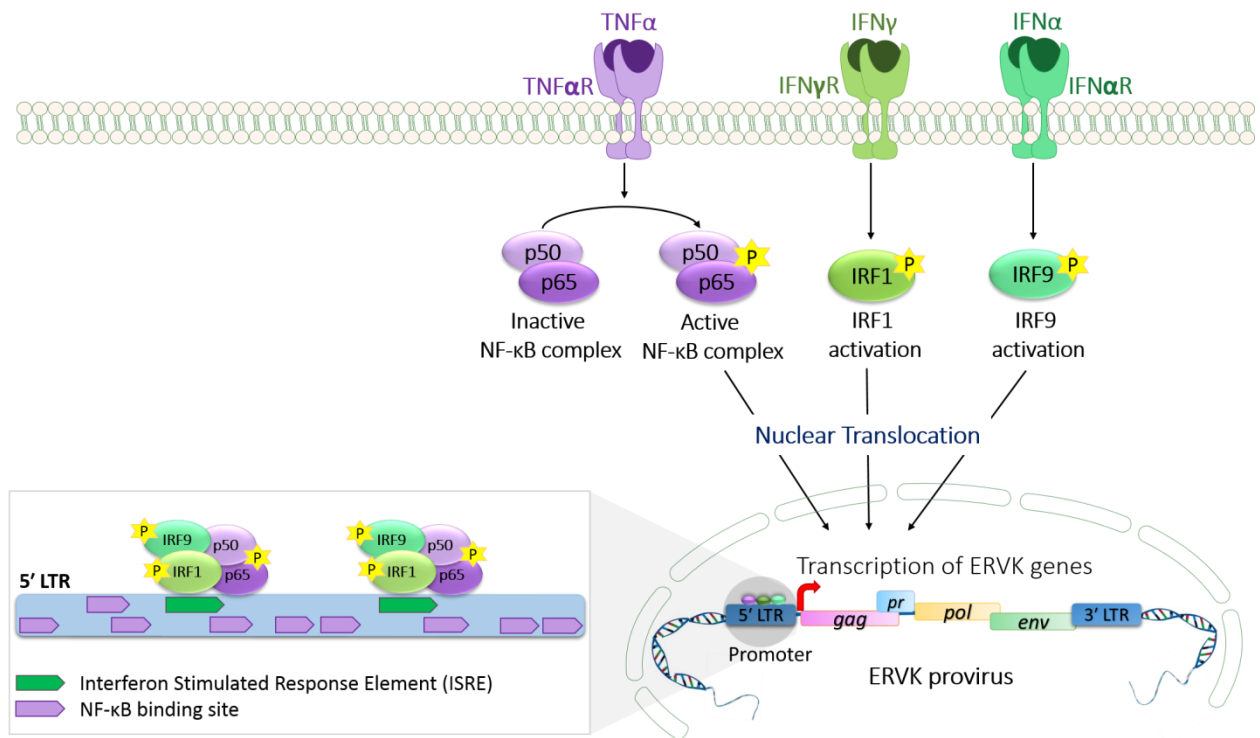 TNFα
IFNγ
IFNα
TNFαR
IFNγR
IFNαR
p50
p65
p50
P
p65
IRF1
P
IRF9
P
Inactive
NF-κB complex
Active
NF-κB complex
IRF1
activation
IRF9
activation
Nuclear Translocation
P
IRF9
p50
P
P
IRF1
p65
P
IRF9
p50
P
P
IRF1
p65
5′ LTR
Interferon Stimulated Response Element (ISRE)
NF-κB binding site
Transcription of ERVK genes
5′ LTR
gag
pr
pol
env
3′ LTR
Promoter
ERVK provirus